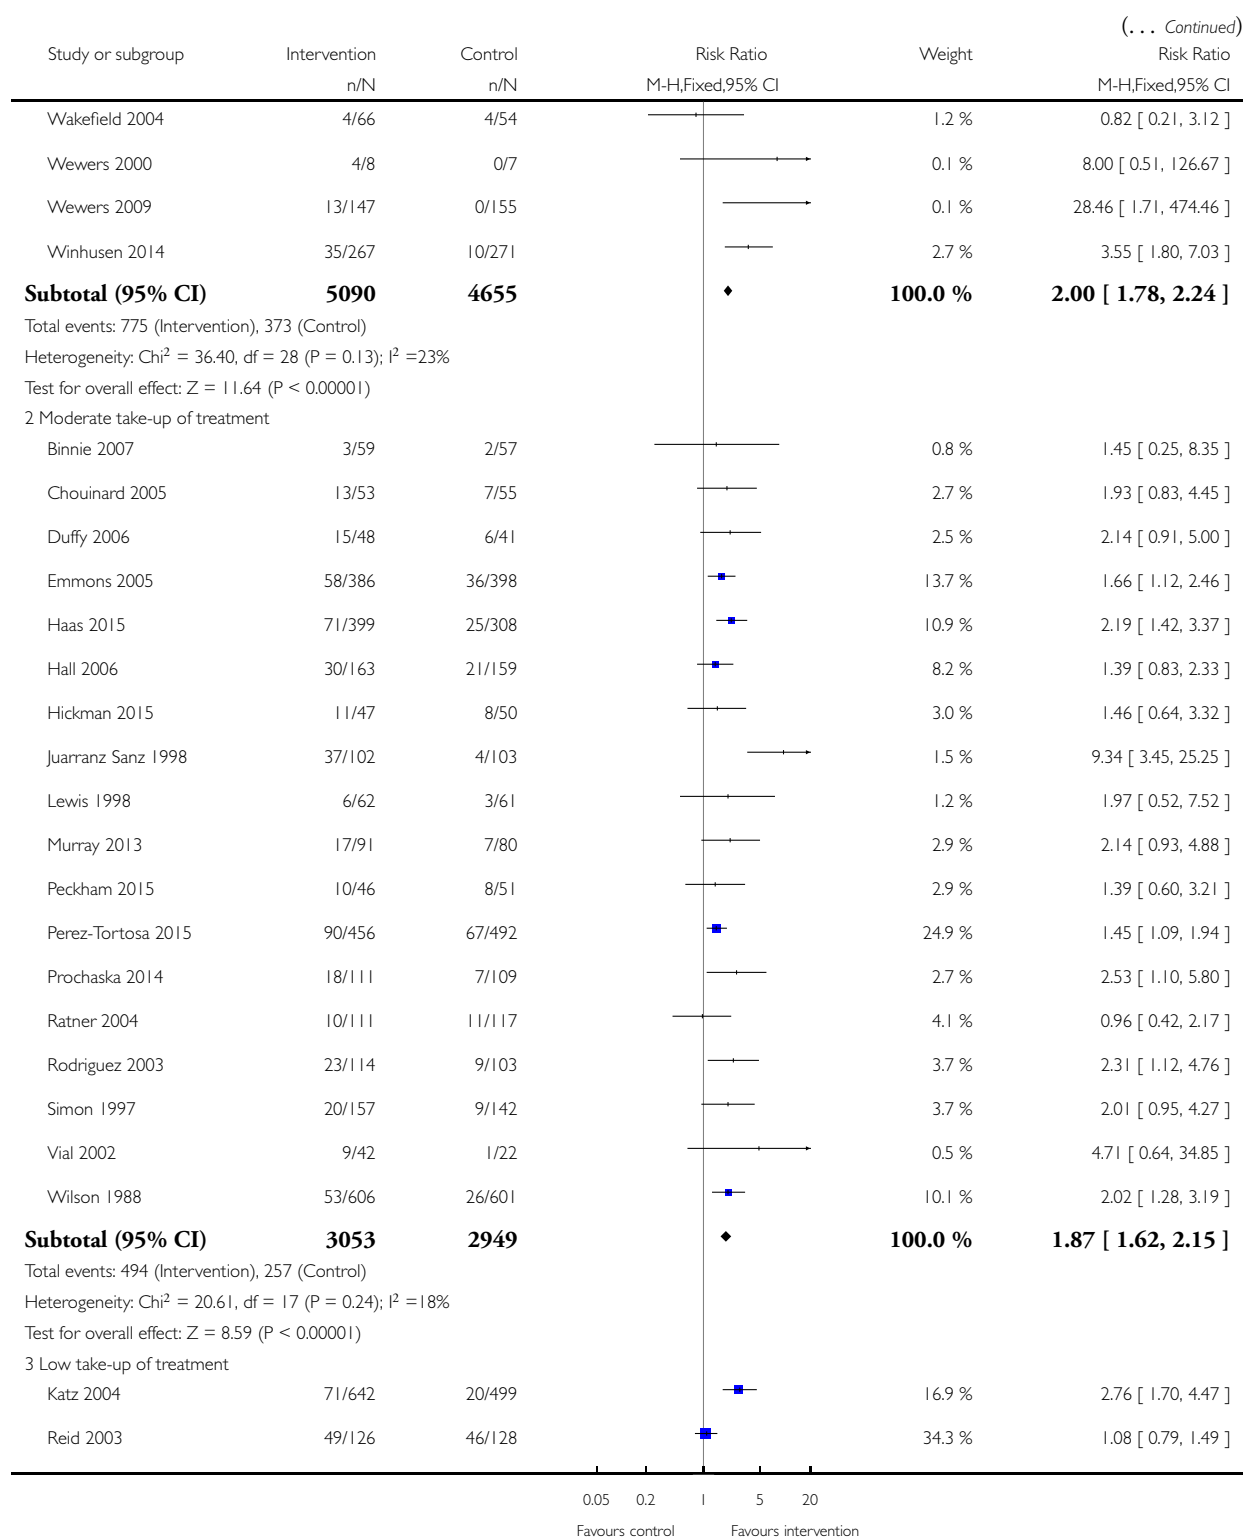 (... Continued)
Study or subgroup Intervention Control Risk Ratio Weight Risk Ratio
n/N n/N M-H,Fixed,95% CI M-H,Fixed,95% CI
Wakefield 2004 4/66 4/54 1.2 % 0.82 [ 0.21, 3.12 ]
Wewers 2000 4/8 0/7 0.1 % 8.00 [ 0.51, 126.67 ]
Wewers 2009 13/147 0/155 0.1 % 28.46 [ 1.71, 474.46 ]
Winhusen 2014 35/267 10/271 2.7 % 3.55 [ 1.80, 7.03 ]
Subtotal (95% CI) 5090 4655 100.0 % 2.00 [ 1.78, 2.24 ]
Total events: 775 (Intervention), 373 (Control)
Heterogeneity: Chi² = 36.40, df = 28 (P = 0.13); I² =23%
Test for overall effect: Z = 11.64 (P < 0.00001)
2 Moderate take-up of treatment
Binnie 2007 3/59 2/57 0.8 % 1.45 [ 0.25, 8.35 ]
Chouinard 2005 13/53 7/55 2.7 % 1.93 [ 0.83, 4.45 ]
Duffy 2006 15/48 6/41 2.5 % 2.14 [ 0.91, 5.00 ]
Emmons 2005 58/386 36/398 13.7 % 1.66 [ 1.12, 2.46 ]
Haas 2015 71/399 25/308 10.9 % 2.19 [ 1.42, 3.37 ]
Hall 2006 30/163 21/159 8.2 % 1.39 [ 0.83, 2.33 ]
Hickman 2015 11/47 8/50 3.0 % 1.46 [ 0.64, 3.32 ]
Juarranz Sanz 1998 37/102 4/103 1.5 % 9.34 [ 3.45, 25.25 ]
Lewis 1998 6/62 3/61 1.2 % 1.97 [ 0.52, 7.52 ]
Murray 2013 17/91 7/80 2.9 % 2.14 [ 0.93, 4.88 ]
Peckham 2015 10/46 8/51 2.9 % 1.39 [ 0.60, 3.21 ]
Perez-Tortosa 2015 90/456 67/492 24.9 % 1.45 [ 1.09, 1.94 ]
Prochaska 2014 18/111 7/109 2.7 % 2.53 [ 1.10, 5.80 ]
Ratner 2004 10/111 11/117 4.1 % 0.96 [ 0.42, 2.17 ]
Rodriguez 2003 23/114 9/103 3.7 % 2.31 [ 1.12, 4.76 ]
Simon 1997 20/157 9/142 3.7 % 2.01 [ 0.95, 4.27 ]
Vial 2002 9/42 1/22 0.5 % 4.71 [ 0.64, 34.85 ]
Wilson 1988 53/606 26/601 10.1 % 2.02 [ 1.28, 3.19 ]
Subtotal (95% CI) 3053 2949 100.0 % 1.87 [ 1.62, 2.15 ]
Total events: 494 (Intervention), 257 (Control)
Heterogeneity: Chi² = 20.61, df = 17 (P = 0.24); I² =18%
Test for overall effect: Z = 8.59 (P < 0.00001)
3 Low take-up of treatment
Katz 2004 71/642 20/499 16.9 % 2.76 [ 1.70, 4.47 ]
Reid 2003 49/126 46/128 34.3 % 1.08 [ 0.79, 1.49 ]
0.05 0.2 1 5 20
Favours control Favours intervention